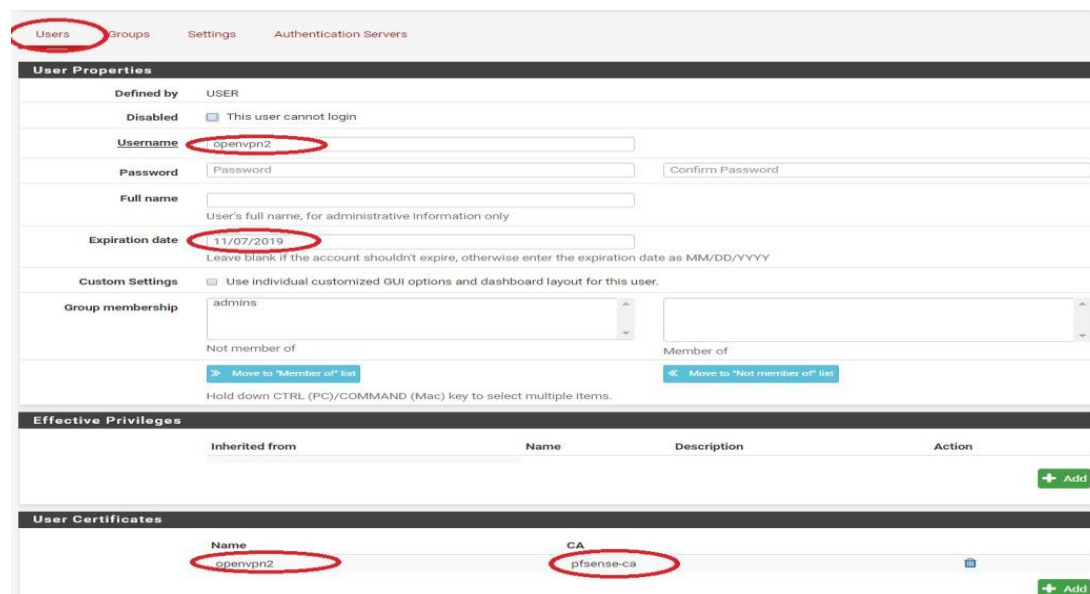 Users Groups Settings Authentication Servers
User Properties
Defined by USER
Disabled This user cannot login
Username openvpn2
Password Password Confirm Password
Full name
User's full name, for administrative information only
Expiration date 11/07/2019
Leave blank if the account shouldn't expire, otherwise enter the expiration date as MM/DD/YYYY
Custom Settings Use individual customized GUI options and dashboard layout for this user.
Group membership admins
Not member of Member of
Move to "Member of" list Move to "Not member of" list
Hold down CTRL (PC)/COMMAND (Mac) key to select multiple items.
Effective Privileges
Inherited from Name Description Action
+ Add
User Certificates
Name CA
openvpn2 pfsense-ca
+ Add